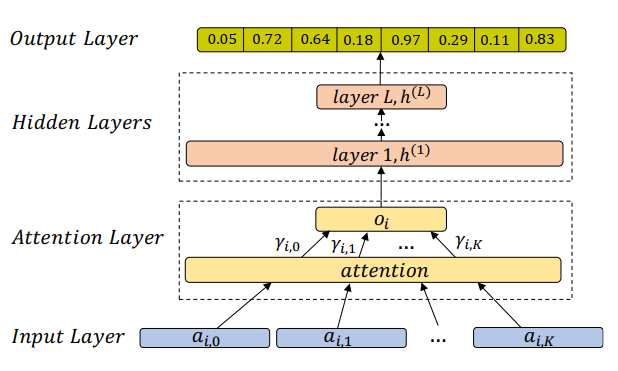 Output Layer 0.05 0.72 0.64 0.18 0.97 0.29 0.11 0.83
layer L, h^(L)
Hidden Layers ...
layer 1, h^(1)
o_i
Attention Layer γ_i,0 γ_i,1 ... γ_i,K
attention
Input Layer a_i,0 a_i,1 ... a_i,K